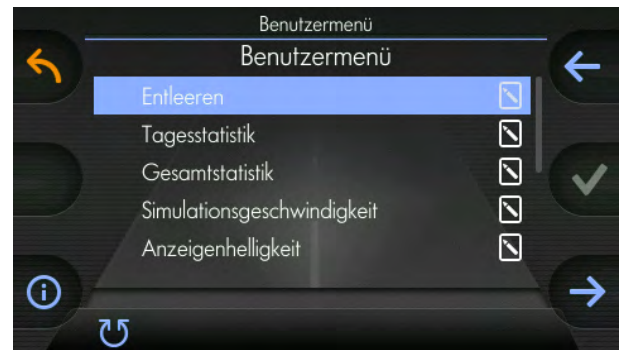 Benutzermenü
Benutzermenü
Entleeren
Tagesstatistik
Gesamtstatistik
Simulationsgeschwindigkeit
Anzeigenhelligkeit